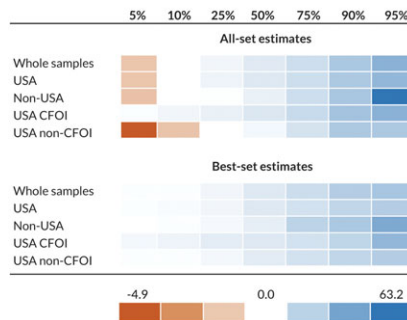 5% 10% 25% 50% 75% 90% 95%
All-set estimates
Whole samples
USA
Non-USA
USA CFOI
USA non-CFOI
Best-set estimates
Whole samples
USA
Non-USA
USA CFOI
USA non-CFOI
-4.9 0.0 63.2